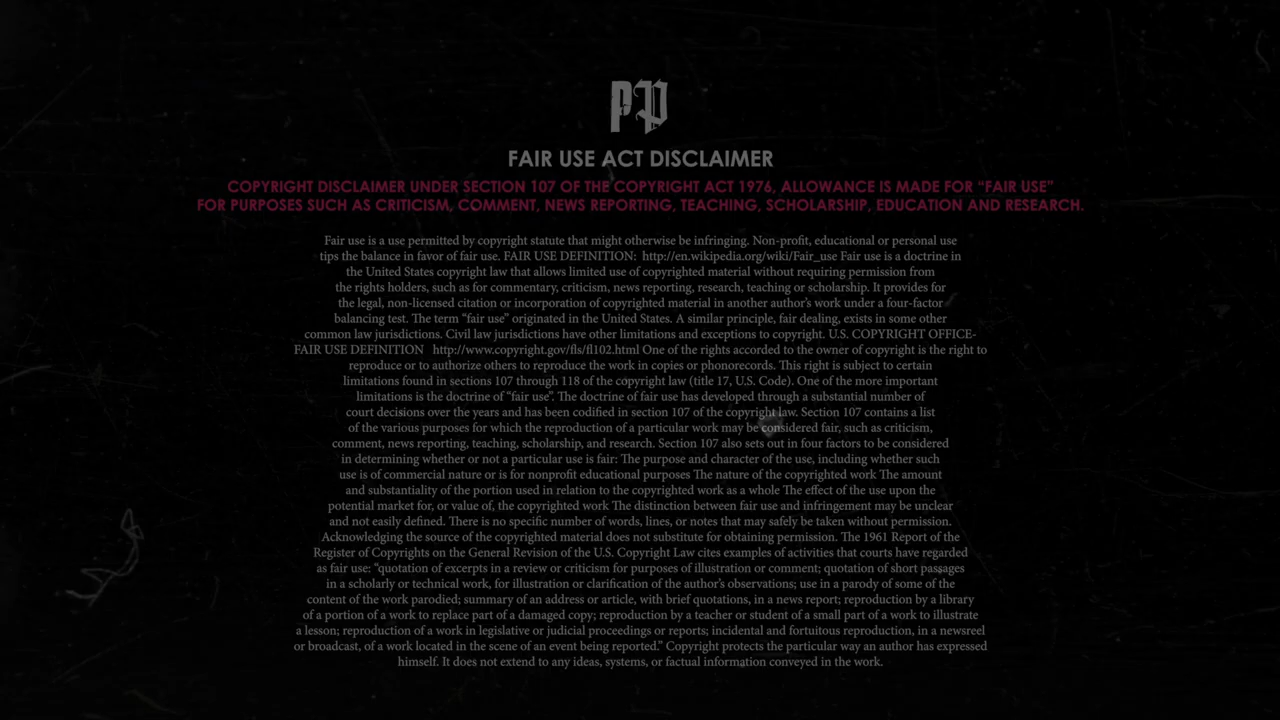 PP
FAIR USE ACT DISCLAIMER
COPYRIGHT DISCLAIMER UNDER SECTION 107 OF THE COPYRIGHT ACT 1976, ALLOWANCE IS MADE FOR “FAIR USE”
FOR PURPOSES SUCH AS CRITICISM, COMMENT, NEWS REPORTING, TEACHING, SCHOLARSHIP, EDUCATION AND RESEARCH.
Fair use is a use permitted by copyright statute that might otherwise be infringing. Non-profit, educational or personal use
tips the balance in favor of fair use. FAIR USE DEFINITION: http://en.wikipedia.org/wiki/Fair_use Fair use is a doctrine in
the United States copyright law that allows limited use of copyrighted material without requiring permission from
the rights holders, such as for commentary, criticism, news reporting, research, teaching or scholarship. It provides for
the legal, non-licensed citation or incorporation of copyrighted material in another author’s work under a four-factor
balancing test. The term “fair use” originated in the United States. A similar principle, fair dealing, exists in some other
common law jurisdictions. Civil law jurisdictions have other limitations and exceptions to copyright. U.S. COPYRIGHT OFFICE-
FAIR USE DEFINITION http://www.copyright.gov/fls/fl102.html One of the rights accorded to the owner of copyright is the right to
reproduce or to authorize others to reproduce the work in copies or phonorecords. This right is subject to certain
limitations found in sections 107 through 118 of the copyright law (title 17, U.S. Code). One of the more important
limitations is the doctrine of “fair use”. The doctrine of fair use has developed through a substantial number of
court decisions over the years and has been codified in section 107 of the copyright law. Section 107 contains a list
of the various purposes for which the reproduction of a particular work may be considered fair, such as criticism,
comment, news reporting, teaching, scholarship, and research. Section 107 also sets out in four factors to be considered
in determining whether or not a particular use is fair: The purpose and character of the use, including whether such
use is of commercial nature or is for nonprofit educational purposes The nature of the copyrighted work The amount
and substantiality of the portion used in relation to the copyrighted work as a whole The effect of the use upon the
potential market for, or value of, the copyrighted work The distinction between fair use and infringement may be unclear
and not easily defined. There is no specific number of words, lines, or notes that may safely be taken without permission.
Acknowledging the source of the copyrighted material does not substitute for obtaining permission. The 1961 Report of the
Register of Copyrights on the General Revision of the U.S. Copyright Law cites examples of activities that courts have regarded
as fair use: “quotation of excerpts in a review or criticism for purposes of illustration or comment; quotation of short passages
in a scholarly or technical work, for illustration or clarification of the author’s observations; use in a parody of some of the
content of the work parodied; summary of an address or article, with brief quotations, in a news report; reproduction by a library
of a portion of a work to replace part of a damaged copy; reproduction by a teacher or student of a small part of a work to illustrate
a lesson; reproduction of a work in legislative or judicial proceedings or reports; incidental and fortuitous reproduction, in a newsreel
or broadcast, of a work located in the scene of an event being reported.” Copyright protects the particular way an author has expressed
himself. It does not extend to any ideas, systems, or factual information conveyed in the work.